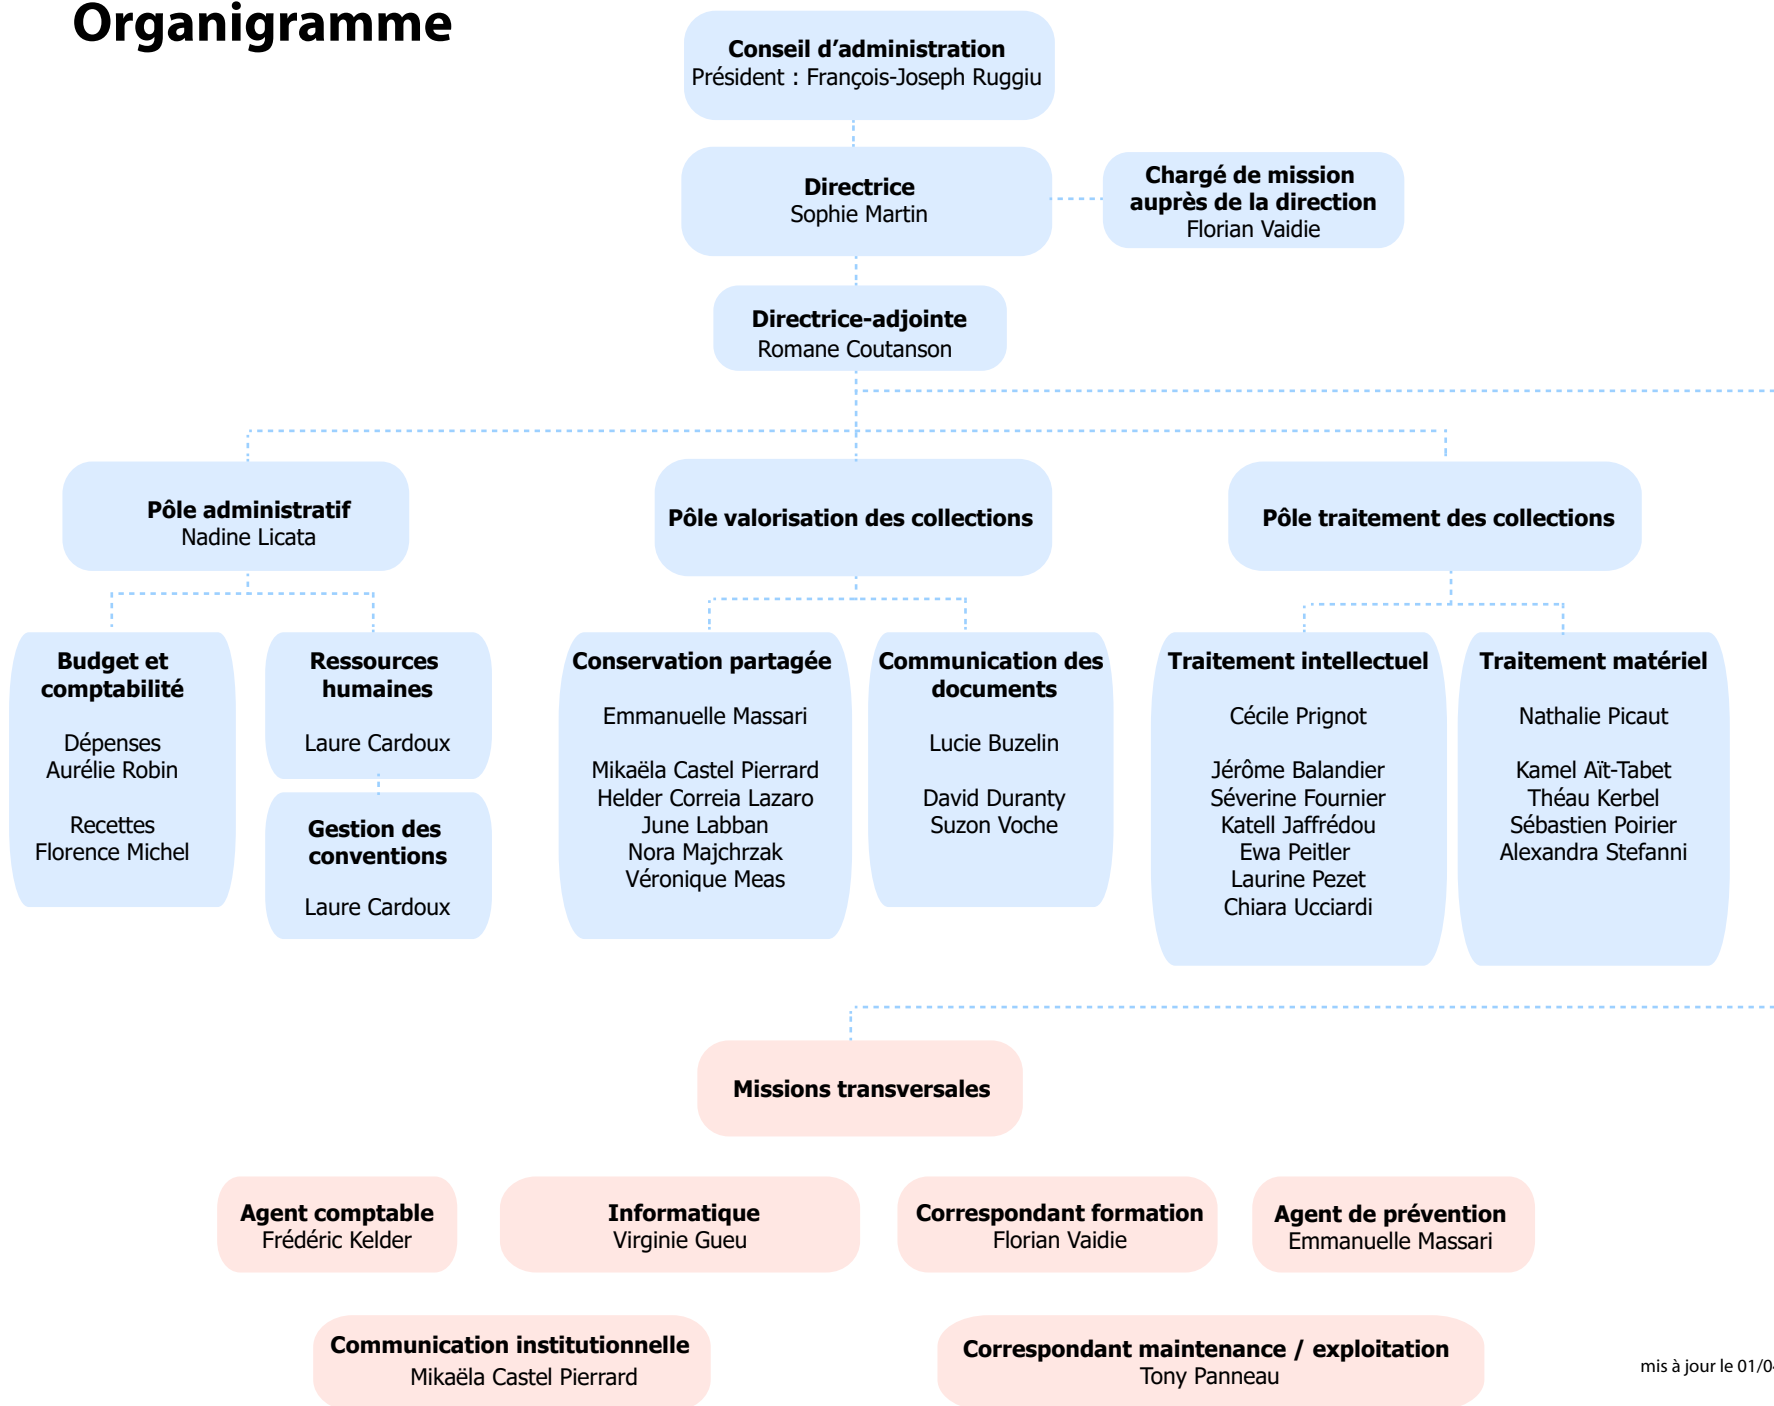 Organigramme
Conseil d’administration
Président : François-Joseph Ruggiu
Directrice
Sophie Martin
Chargé de mission
auprès de la direction
Florian Vaidie
Directrice-adjointe
Romane Coutanson
Pôle administratif
Nadine Licata
Pôle valorisation des collections
Pôle traitement des collections
Budget et
comptabilité
Dépenses
Aurélie Robin
Recettes
Florence Michel
Ressources
humaines
Laure Cardoux
Gestion des
conventions
Laure Cardoux
Conservation partagée
Emmanuelle Massari
Mikaëla Castel Pierrard
Helder Correia Lazaro
June Labban
Nora Majchrzak
Véronique Meas
Communication des
documents
Lucie Buzelin
David Duranty
Suzon Voche
Traitement intellectuel
Cécile Prignot
Jérôme Balandier
Séverine Fournier
Katell Jaffrédou
Ewa Peitler
Laurine Pezet
Chiara Ucciardi
Traitement matériel
Nathalie Picaut
Kamel Aït-Tabet
Théau Kerbel
Sébastien Poirier
Alexandra Stefanni
Missions transversales
Agent comptable
Frédéric Kelder
Informatique
Virginie Gueu
Correspondant formation
Florian Vaidie
Agent de prévention
Emmanuelle Massari
Communication institutionnelle
Mikaëla Castel Pierrard
Correspondant maintenance / exploitation
Tony Panneau
mis à jour le 01/04